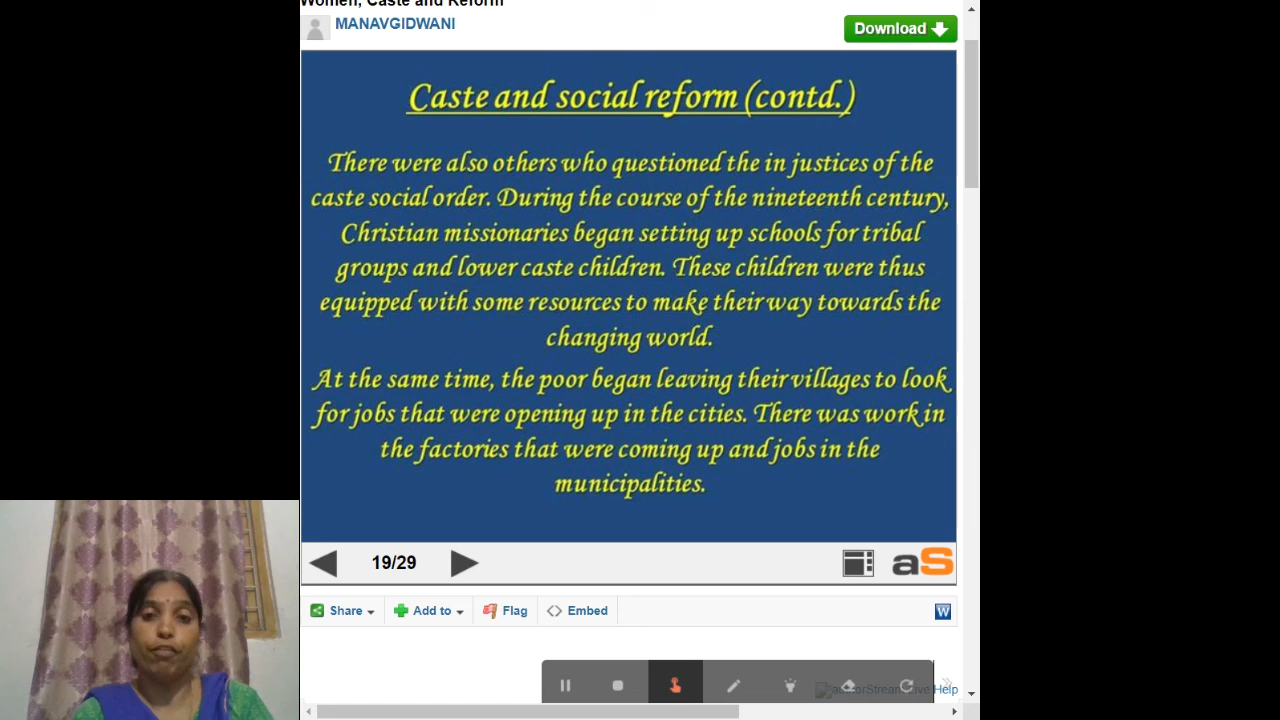 Women, Caste and Reform
MANAVGIDWANI
Download
Caste and social reform (contd.)
There were also others who questioned the in justices of the
caste social order. During the course of the nineteenth century,
Christian missionaries began setting up schools for tribal
groups and lower caste children. These children were thus
equipped with some resources to make their way towards the
changing world.
At the same time, the poor began leaving their villages to look
for jobs that were opening up in the cities. There was work in
the factories that were coming up and jobs in the
municipalities.
19/29
aS
Share
Add to
Flag
Embed
W
authorStream Live Help